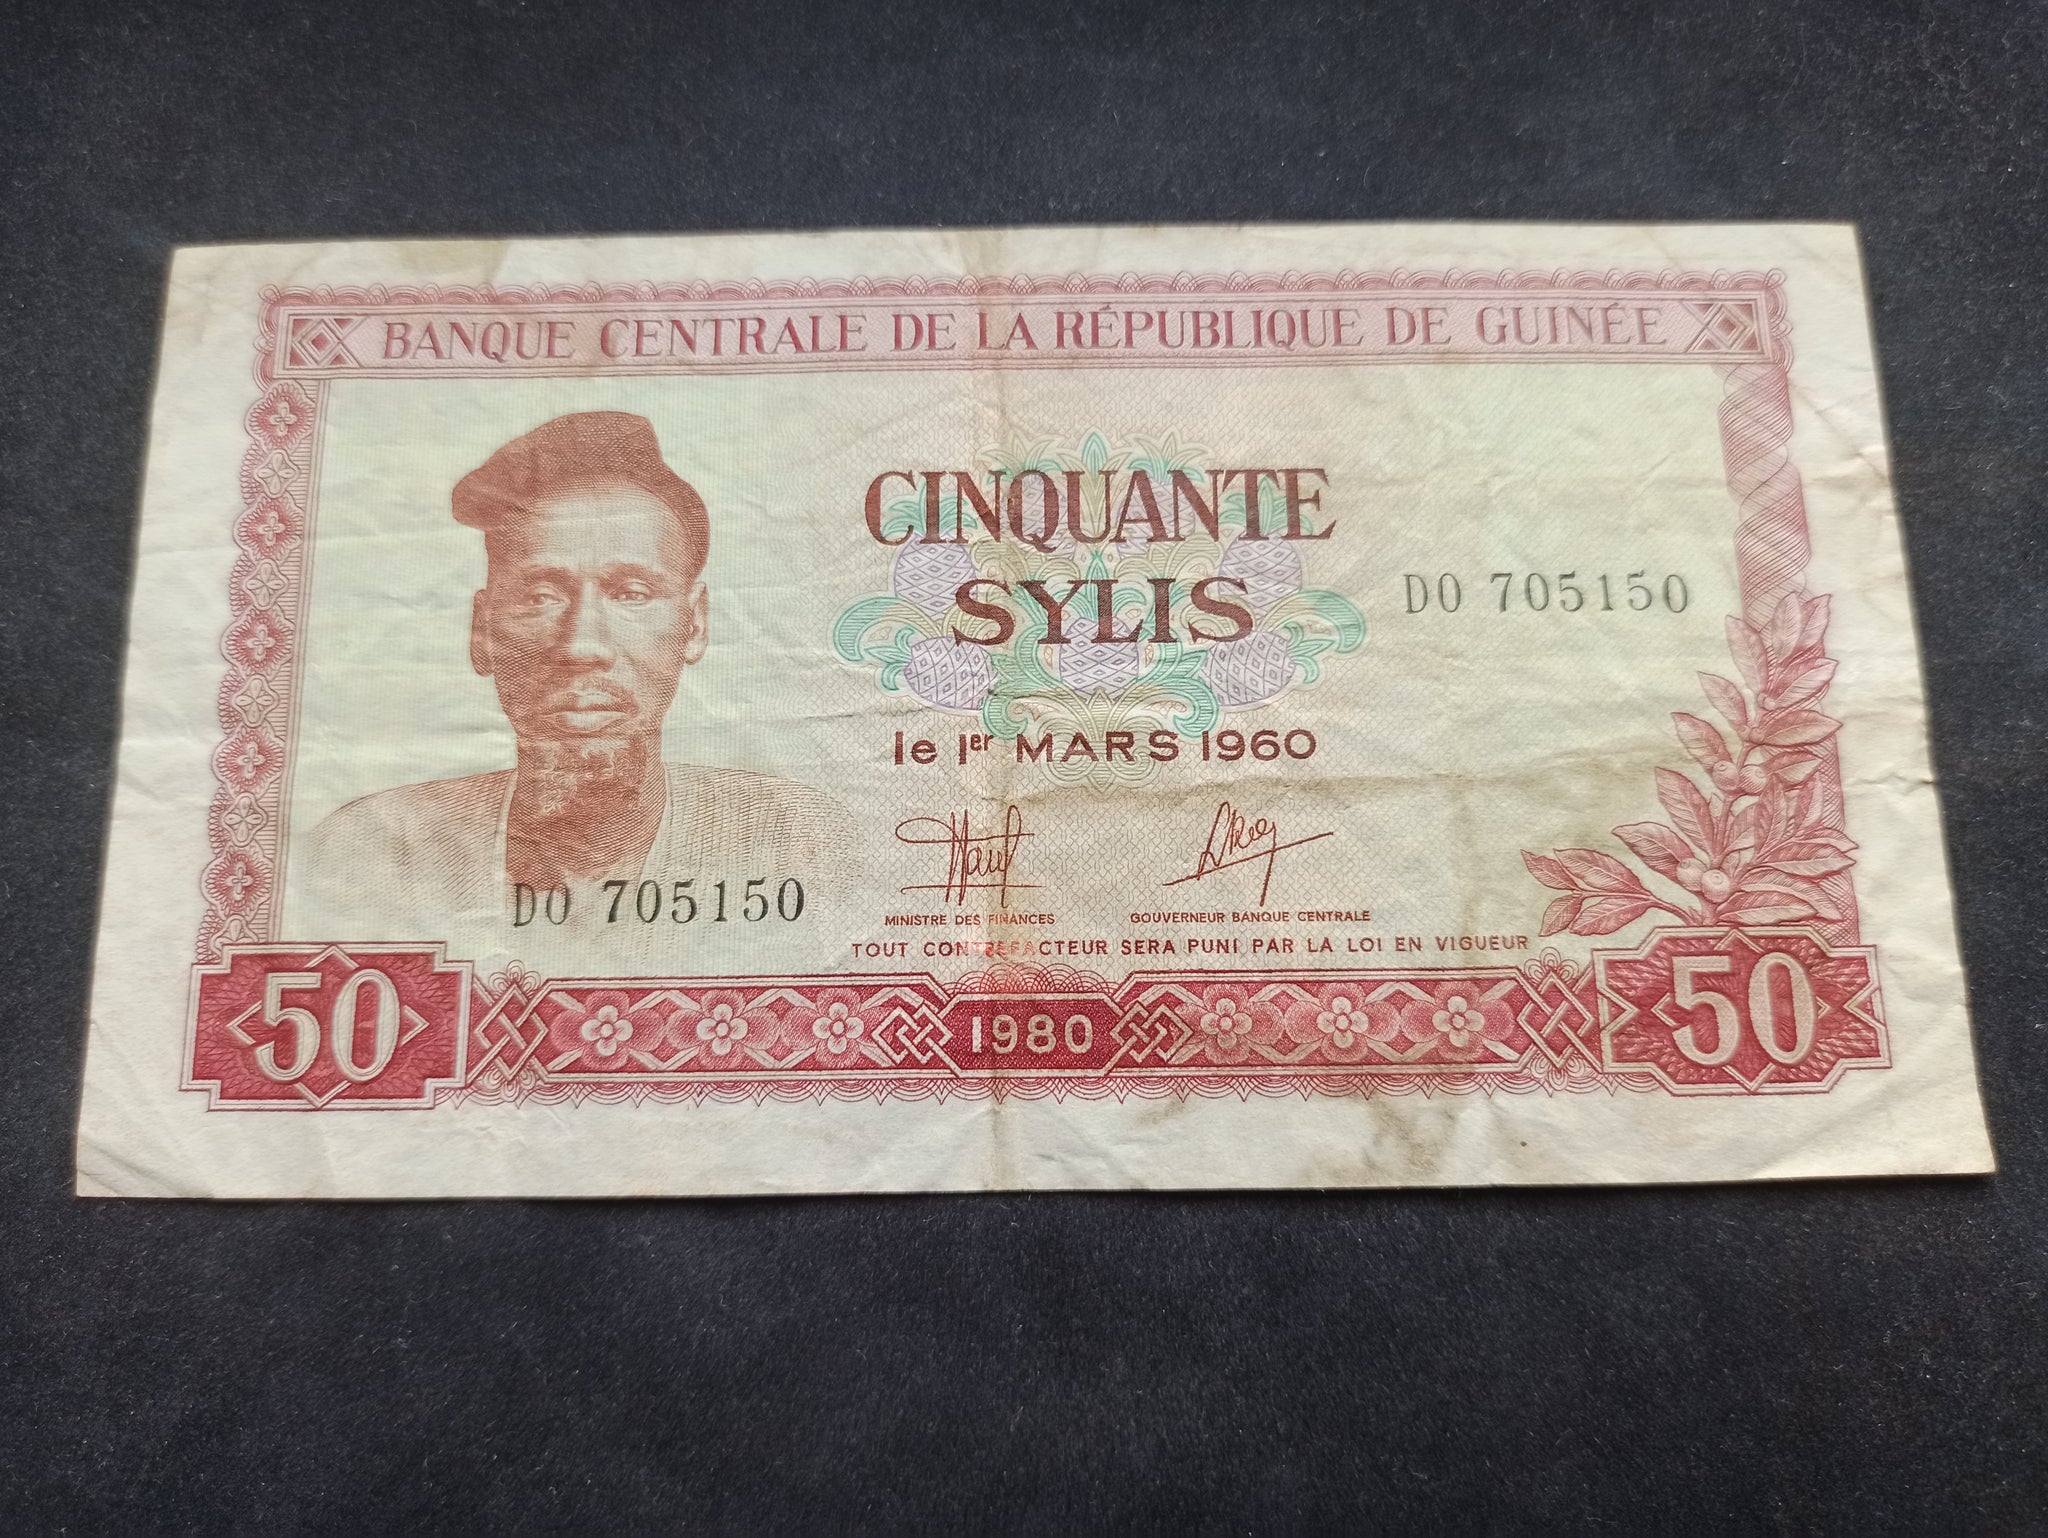 BANQUE CENTRALE DE LA RÉPUBLIQUE DE GUINÉE
CINQUANTE
SYLIS
DO 705150
le 1er MARS 1960
DO 705150
MINISTRE DES FINANCES
GOUVERNEUR BANQUE CENTRALE
TOUT CONTREFACTEUR SERA PUNI PAR LA LOI EN VIGUEUR
50
1980
50